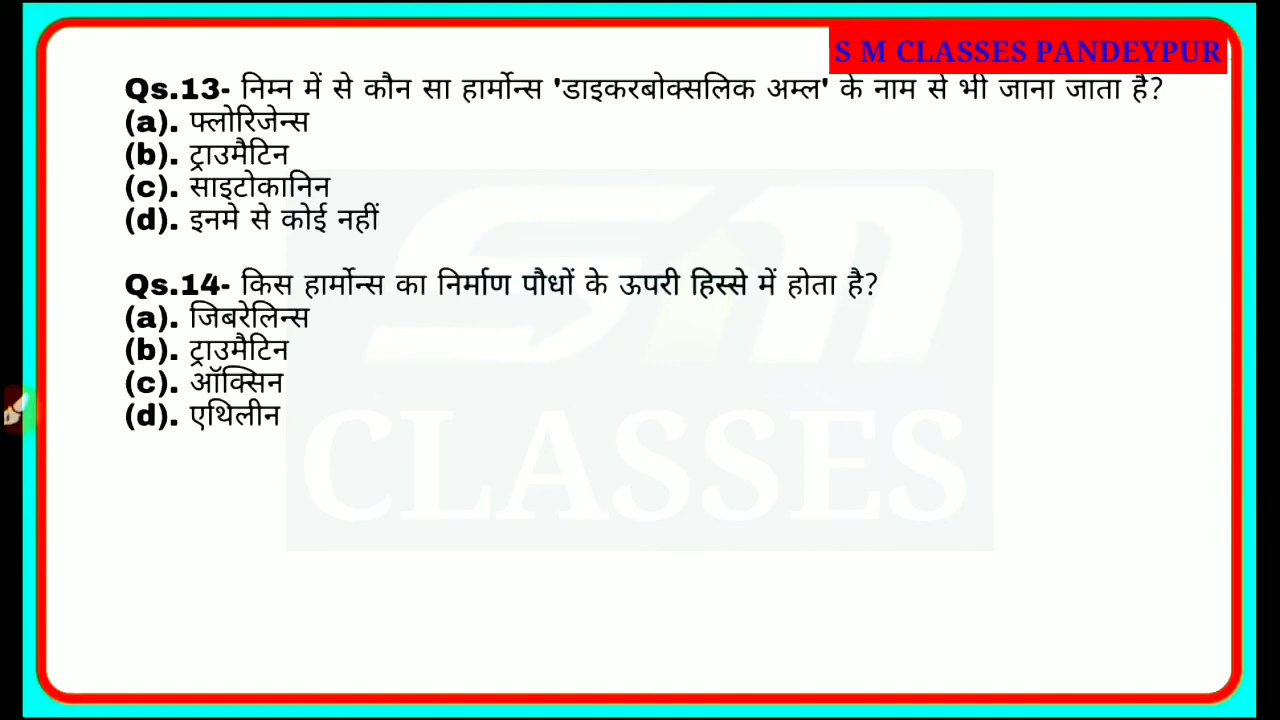 S M CLASSES PANDEYPUR
Qs.13- निम्न में से कौन सा हार्मोन्स 'डाइकरबोक्सलिक अम्ल' के नाम से भी जाना जाता है?
(a). फ्लोरिजेन्स
(b). ट्राउमैटिन
(c). साइटोकानिन
(d). इनमे से कोई नहीं
Qs.14- किस हार्मोन्स का निर्माण पौधों के ऊपरी हिस्से में होता है?
(a). जिबरेलिन्स
(b). ट्राउमैटिन
(c). ऑक्सिन
(d). एथिलीन
SM
CLASSES